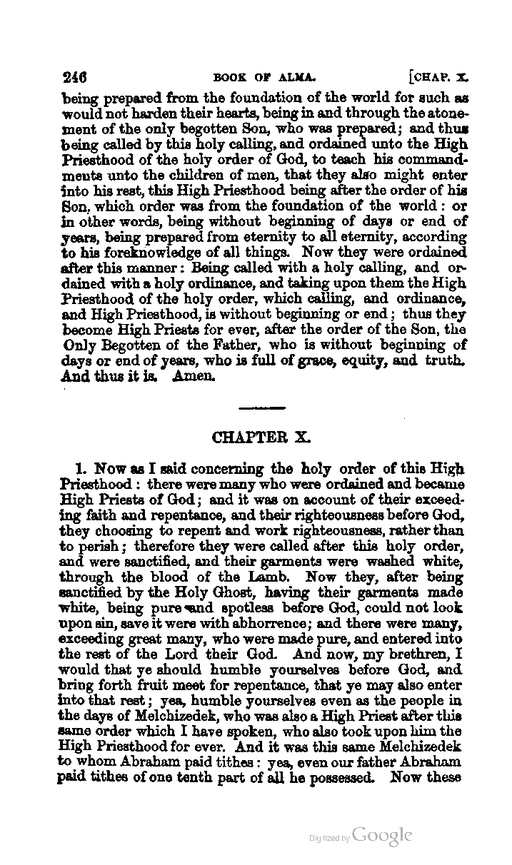 246 BOOK OF ALMA. [CHAP. X.
being prepared from the foundation of the world for such as
would not harden their hearts, being in and through the atone-
ment of the only begotten Son, who was prepared; and thus
being called by this holy calling, and ordained unto the High
Priesthood of the holy order of God, to teach his command-
ments unto the children of men, that they also might enter
into his rest, this High Priesthood being after the order of his
Son, which order was from the foundation of the world: or
in other words, being without beginning of days or end of
years, being prepared from eternity to all eternity, according
to his foreknowledge of all things. Now they were ordained
after this manner: Being called with a holy calling, and or-
dained with a holy ordinance, and taking upon them the High
Priesthood of the holy order, which calling, and ordinance,
and High Priesthood, is without beginning or end; thus they
become High Priests for ever, after the order of the Son, the
Only Begotten of the Father, who is without beginning of
days or end of years, who is full of grace, equity, and truth.
And thus it is. Amen.
CHAPTER X.
1. Now as I said concerning the holy order of this High
Priesthood: there were many who were ordained and became
High Priests of God; and it was on account of their exceed-
ing faith and repentance, and their righteousness before God,
they choosing to repent and work righteousness, rather than
to perish; therefore they were called after this holy order,
and were sanctified, and their garments were washed white,
through the blood of the Lamb. Now they, after being
sanctified by the Holy Ghost, having their garments made
white, being pure and spotless before God, could not look
upon sin, save it were with abhorrence; and there were many,
exceeding great many, who were made pure, and entered into
the rest of the Lord their God. And now, my brethren, I
would that ye should humble yourselves before God, and
bring forth fruit meet for repentance, that ye may also enter
into that rest; yea, humble yourselves even as the people in
the days of Melchizedek, who was also a High Priest after this
same order which I have spoken, who also took upon him the
High Priesthood for ever. And it was this same Melchizedek
to whom Abraham paid tithes: yea, even our father Abraham
paid tithes of one tenth part of all he possessed. Now these
Digitized by Google